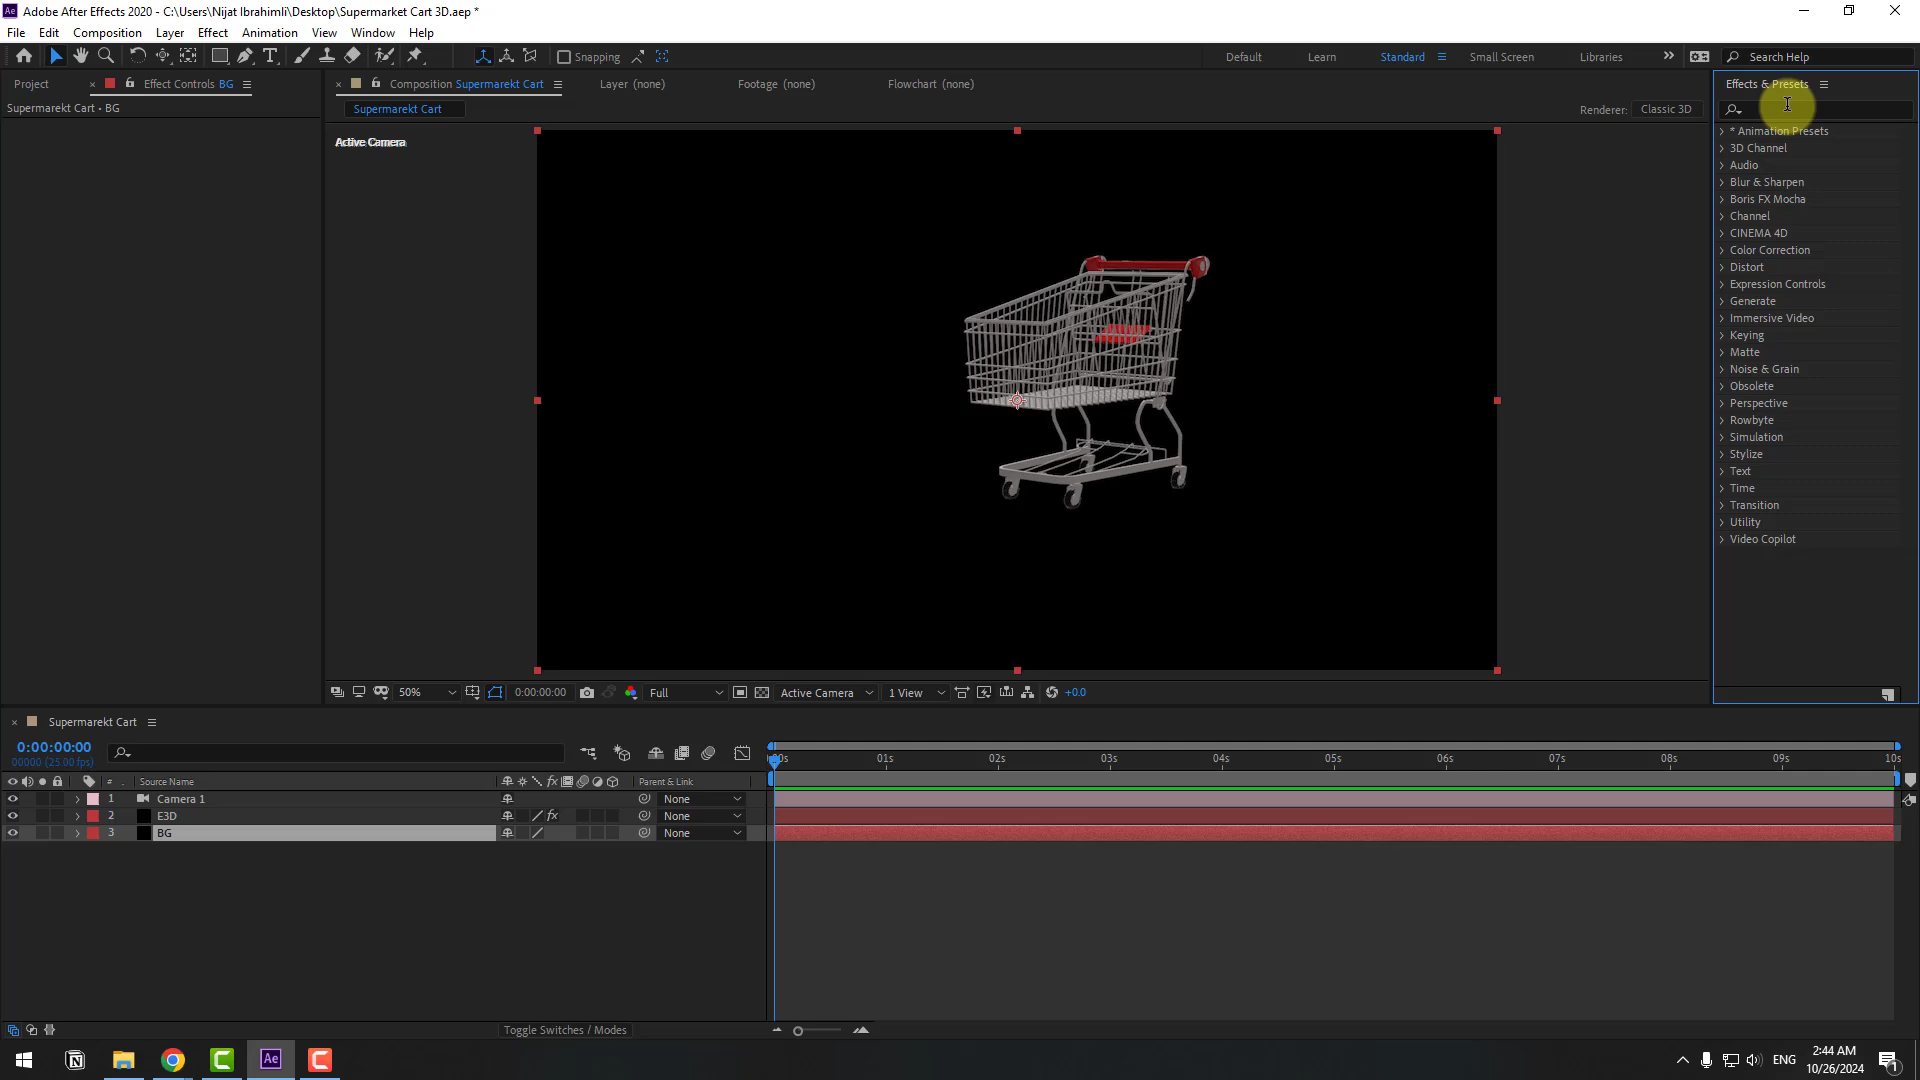 Adobe After Effects 2020 - C:\Users\Nijat Ibrahimli\Desktop\Supermarket Cart 3D.aep *
File Edit Composition Layer Effect Animation View Window Help
Snapping
Default Learn Standard Small Screen Libraries
Search Help
Project
Effect Controls BG
Composition Supermarekt Cart
Layer (none)
Footage (none)
Flowchart (none)
Effects & Presets
Supermarekt Cart • BG
Supermarekt Cart
Renderer: Classic 3D
Active Camera
* Animation Presets
3D Channel
Audio
Blur & Sharpen
Boris FX Mocha
Channel
CINEMA 4D
Color Correction
Distort
Expression Controls
Generate
Immersive Video
Keying
Matte
Noise & Grain
Obsolete
Perspective
Rowbyte
Simulation
Stylize
Text
Time
Transition
Utility
Video Copilot
50% 0:00:00:00 Full Active Camera 1 View +0.0
Supermarekt Cart
0:00:00:00
00000 (25.00 fps)
:00s 01s 02s 03s 04s 05s 06s 07s 08s 09s 10s
# Source Name fx Parent & Link
1 Camera 1 None
2 E3D fx None
3 BG None
Toggle Switches / Modes
Ae
ENG
2:44 AM
10/26/2024
1